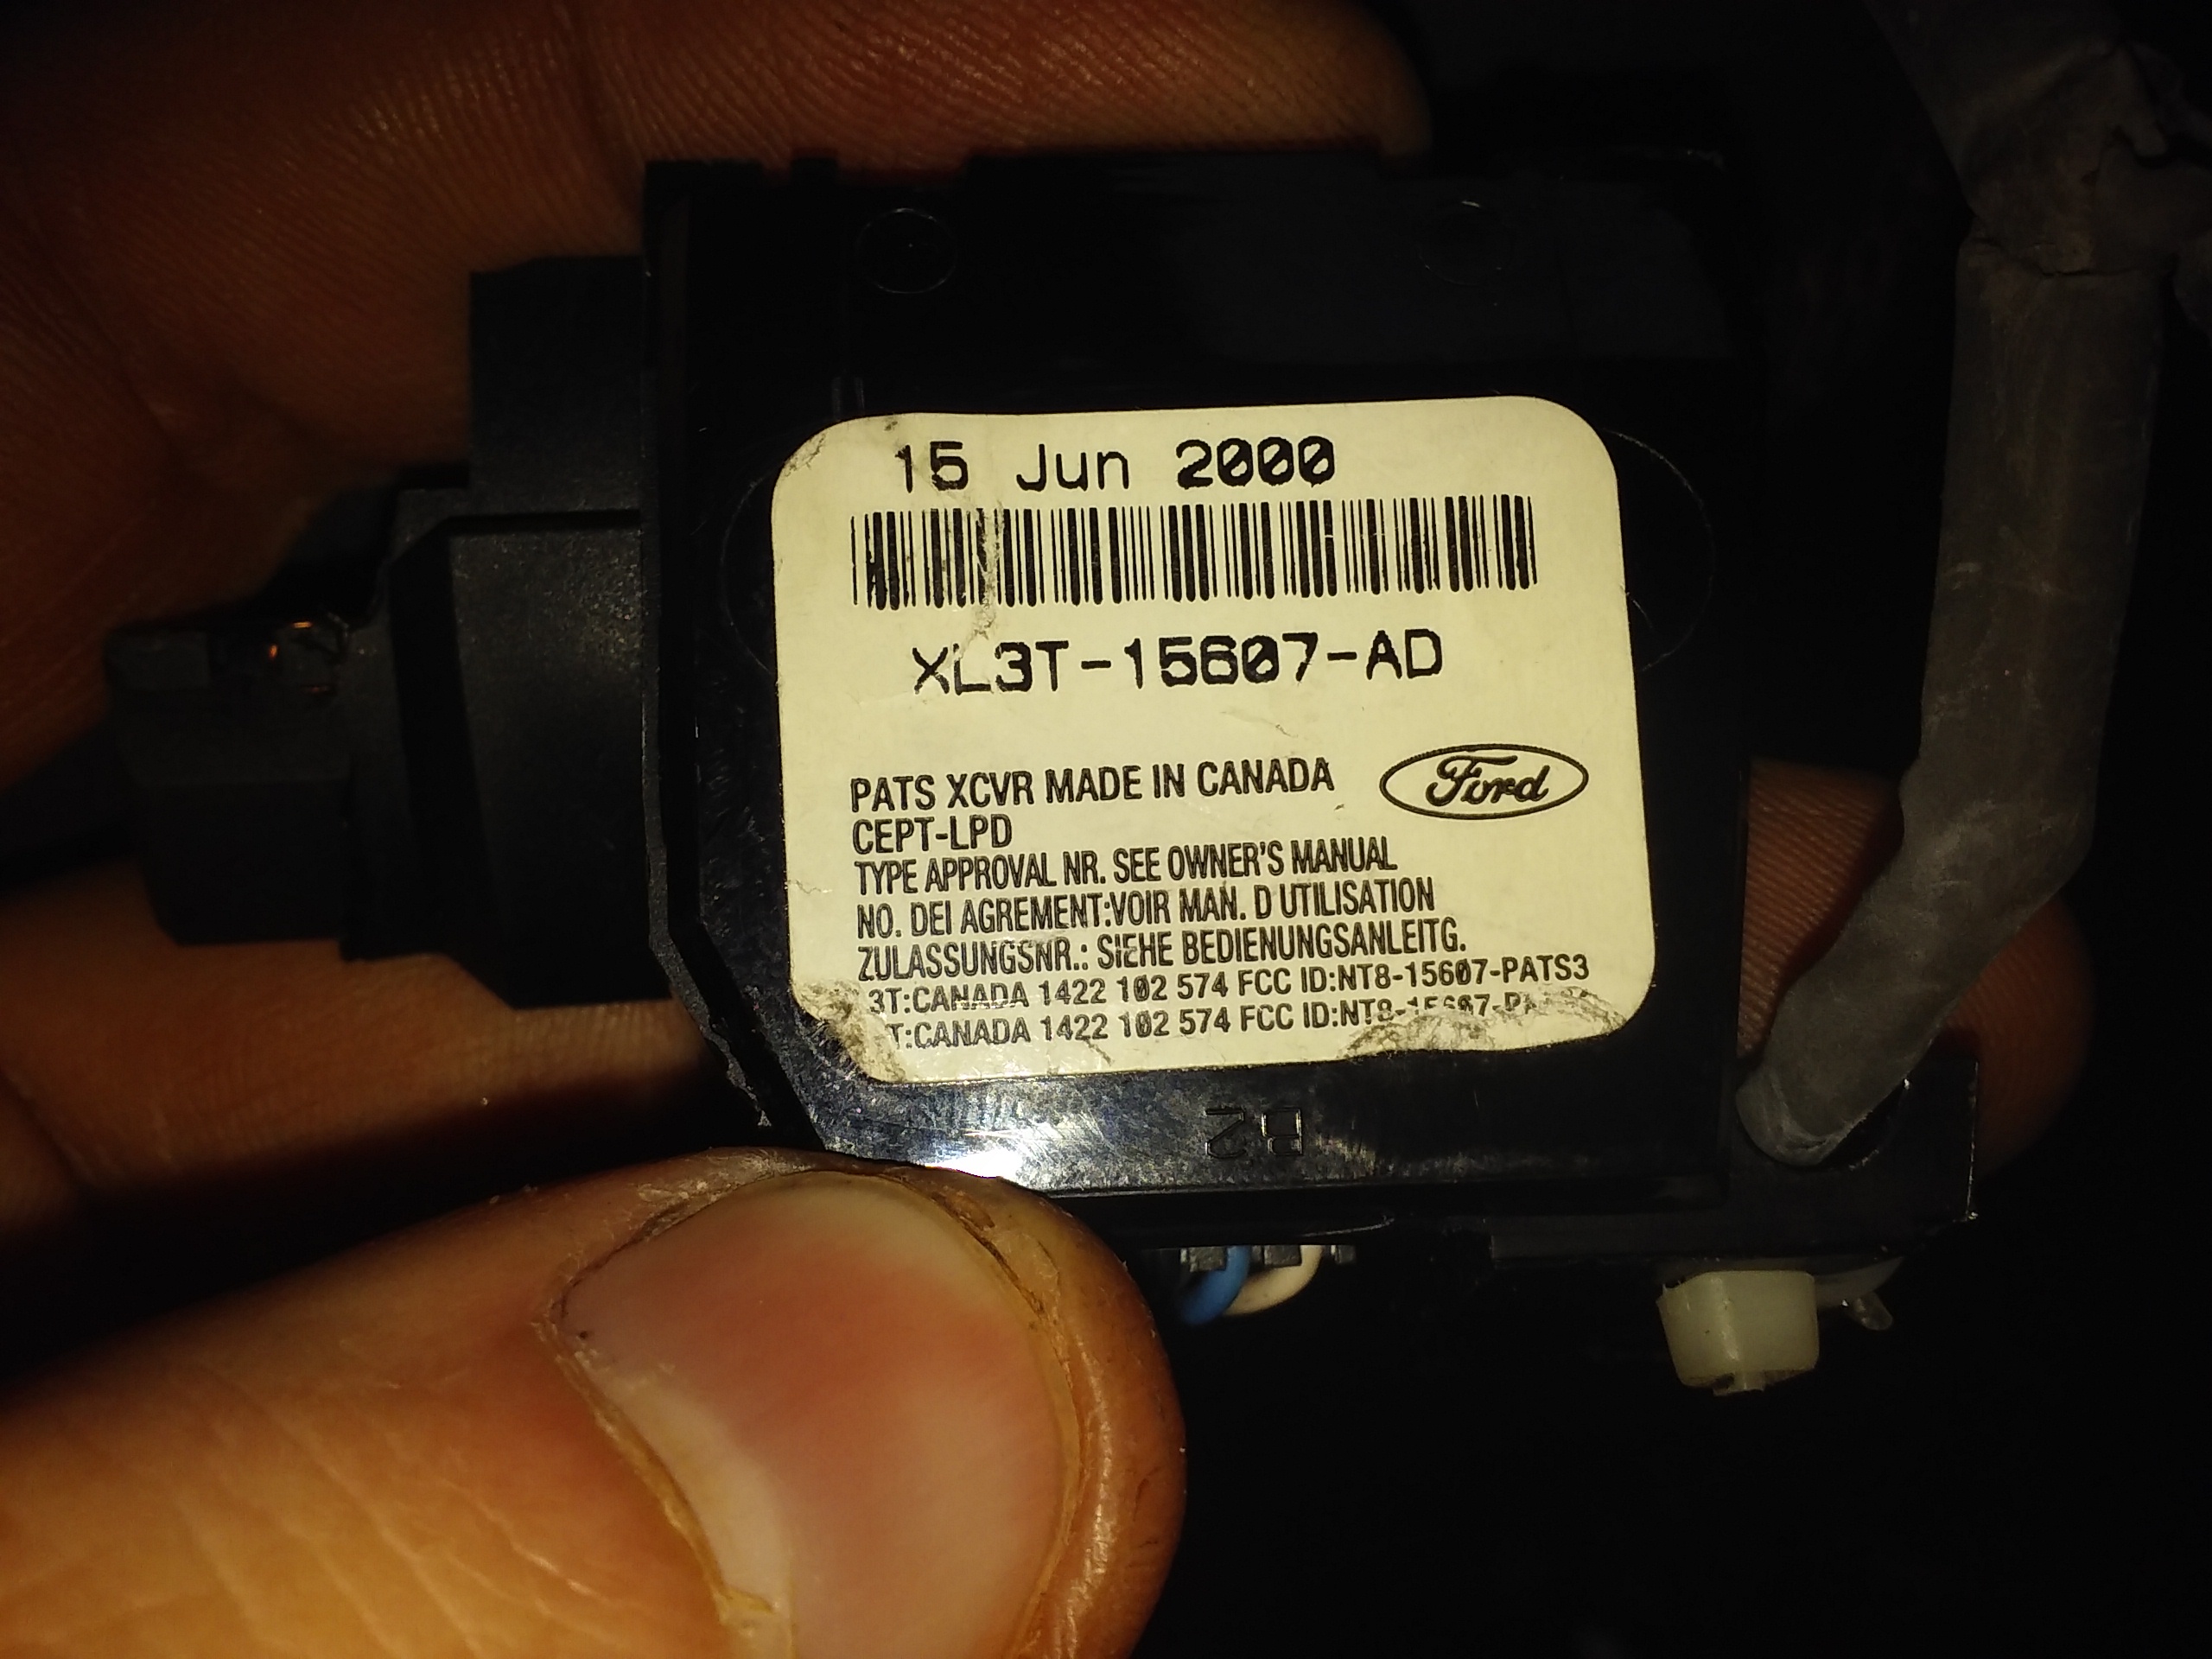 15 Jun 2000
XL3T-15607-AD
PATS XCVR MADE IN CANADA
Ford
CEPT-LPD
TYPE APPROVAL NR. SEE OWNER'S MANUAL
NO. DEI AGREMENT:VOIR MAN. D UTILISATION
ZULASSUNGSNR.: SIEHE BEDIENUNGSANLEITG.
3T:CANADA 1422 102 574 FCC ID:NT8-15607-PATS3
T:CANADA 1422 102 574 FCC ID:NT8-15607-PA